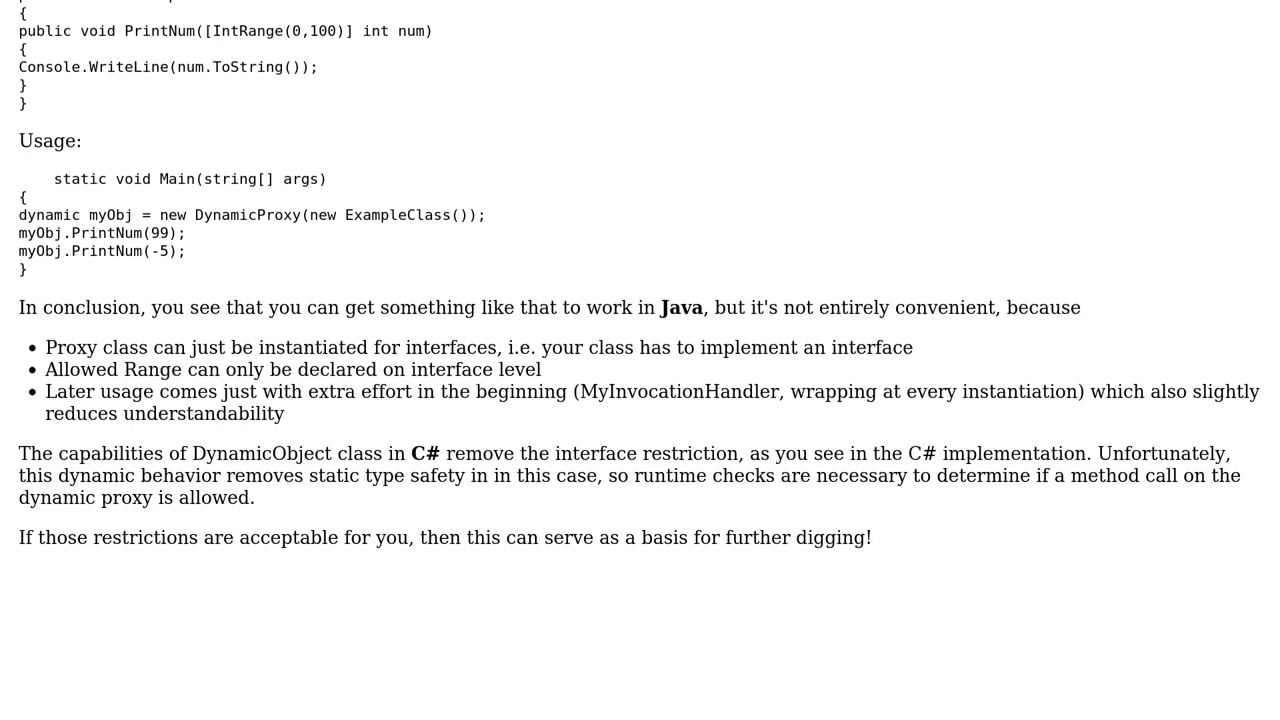 {
public void PrintNum([IntRange(0,100)] int num)
{
Console.WriteLine(num.ToString());
}
}
Usage:
static void Main(string[] args)
{
dynamic myObj = new DynamicProxy(new ExampleClass());
myObj.PrintNum(99);
myObj.PrintNum(-5);
}
In conclusion, you see that you can get something like that to work in Java, but it's not entirely convenient, because
• Proxy class can just be instantiated for interfaces, i.e. your class has to implement an interface
• Allowed Range can only be declared on interface level
• Later usage comes just with extra effort in the beginning (MyInvocationHandler, wrapping at every instantiation) which also slightly
reduces understandability
The capabilities of DynamicObject class in C# remove the interface restriction, as you see in the C# implementation. Unfortunately,
this dynamic behavior removes static type safety in in this case, so runtime checks are necessary to determine if a method call on the
dynamic proxy is allowed.
If those restrictions are acceptable for you, then this can serve as a basis for further digging!